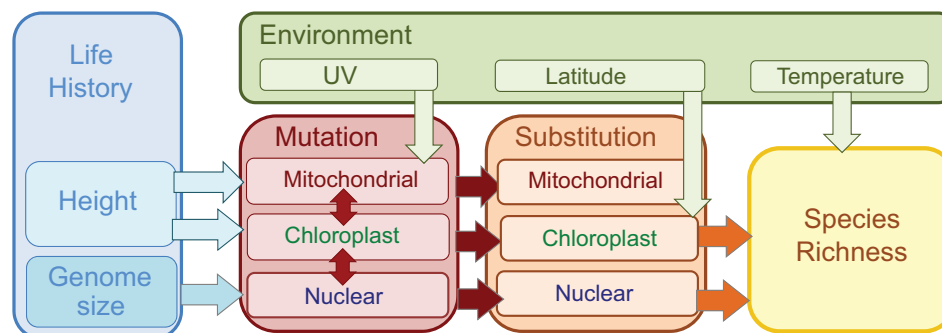 Life
History
Height
Genome
size
Environment
UV
Latitude
Temperature
Mutation
Mitochondrial
Chloroplast
Nuclear
Substitution
Mitochondrial
Chloroplast
Nuclear
Species
Richness